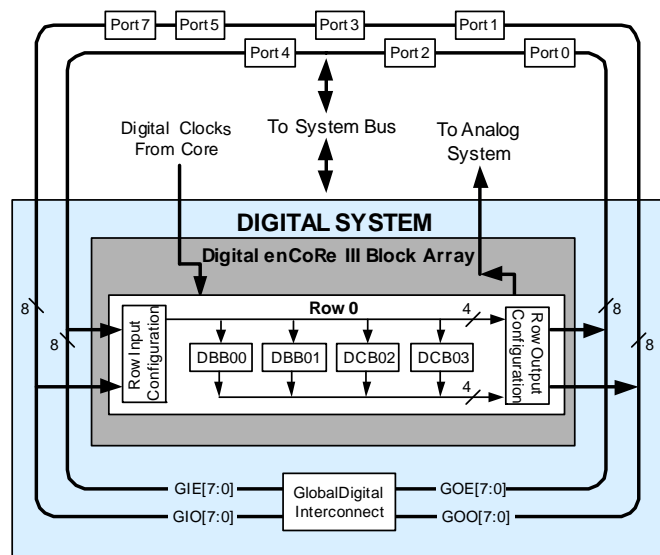 Port 7
Port 5
Port 3
Port 1
Port 4
Port 2
Port 0
Digital Clocks
From Core
To System Bus
To Analog
System
DIGITAL SYSTEM
Digital enCoRe III Block Array
Row 0
Row Input
Configuration
DBB00
DBB01
DCB02
DCB03
4
4
Row Output
Configuration
8
8
8
8
GIE[7:0]
GIO[7:0]
GlobalDigital
Interconnect
GOE[7:0]
GOO[7:0]